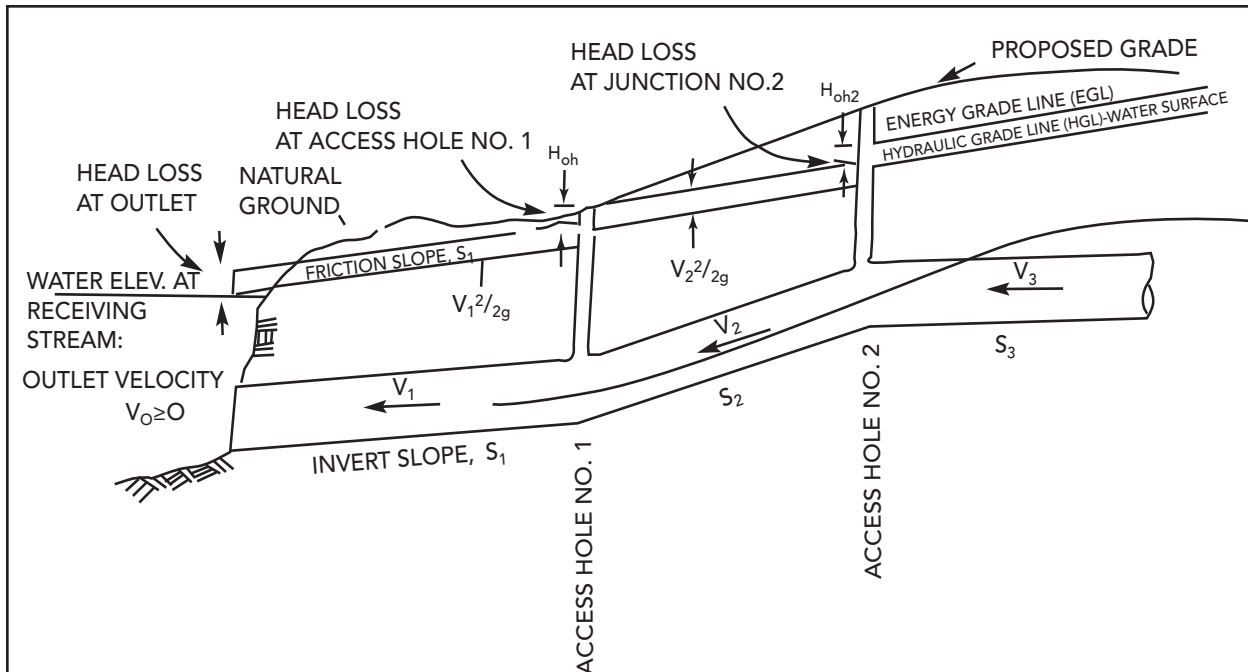 PROPOSED GRADE
HEAD LOSS
AT JUNCTION NO.2
H_oh2
ENERGY GRADE LINE (EGL)
HYDRAULIC GRADE LINE (HGL)-WATER SURFACE
HEAD LOSS
AT ACCESS HOLE NO. 1
H_oh
HEAD LOSS
AT OUTLET
NATURAL
GROUND
FRICTION SLOPE, S₁
WATER ELEV. AT
RECEIVING
STREAM:
V₁²/2g
V₂²/2g
V₃
V₂
S₃
OUTLET VELOCITY
V_O≥O
V₁
S₂
INVERT SLOPE, S₁
ACCESS HOLE NO. 1
ACCESS HOLE NO. 2